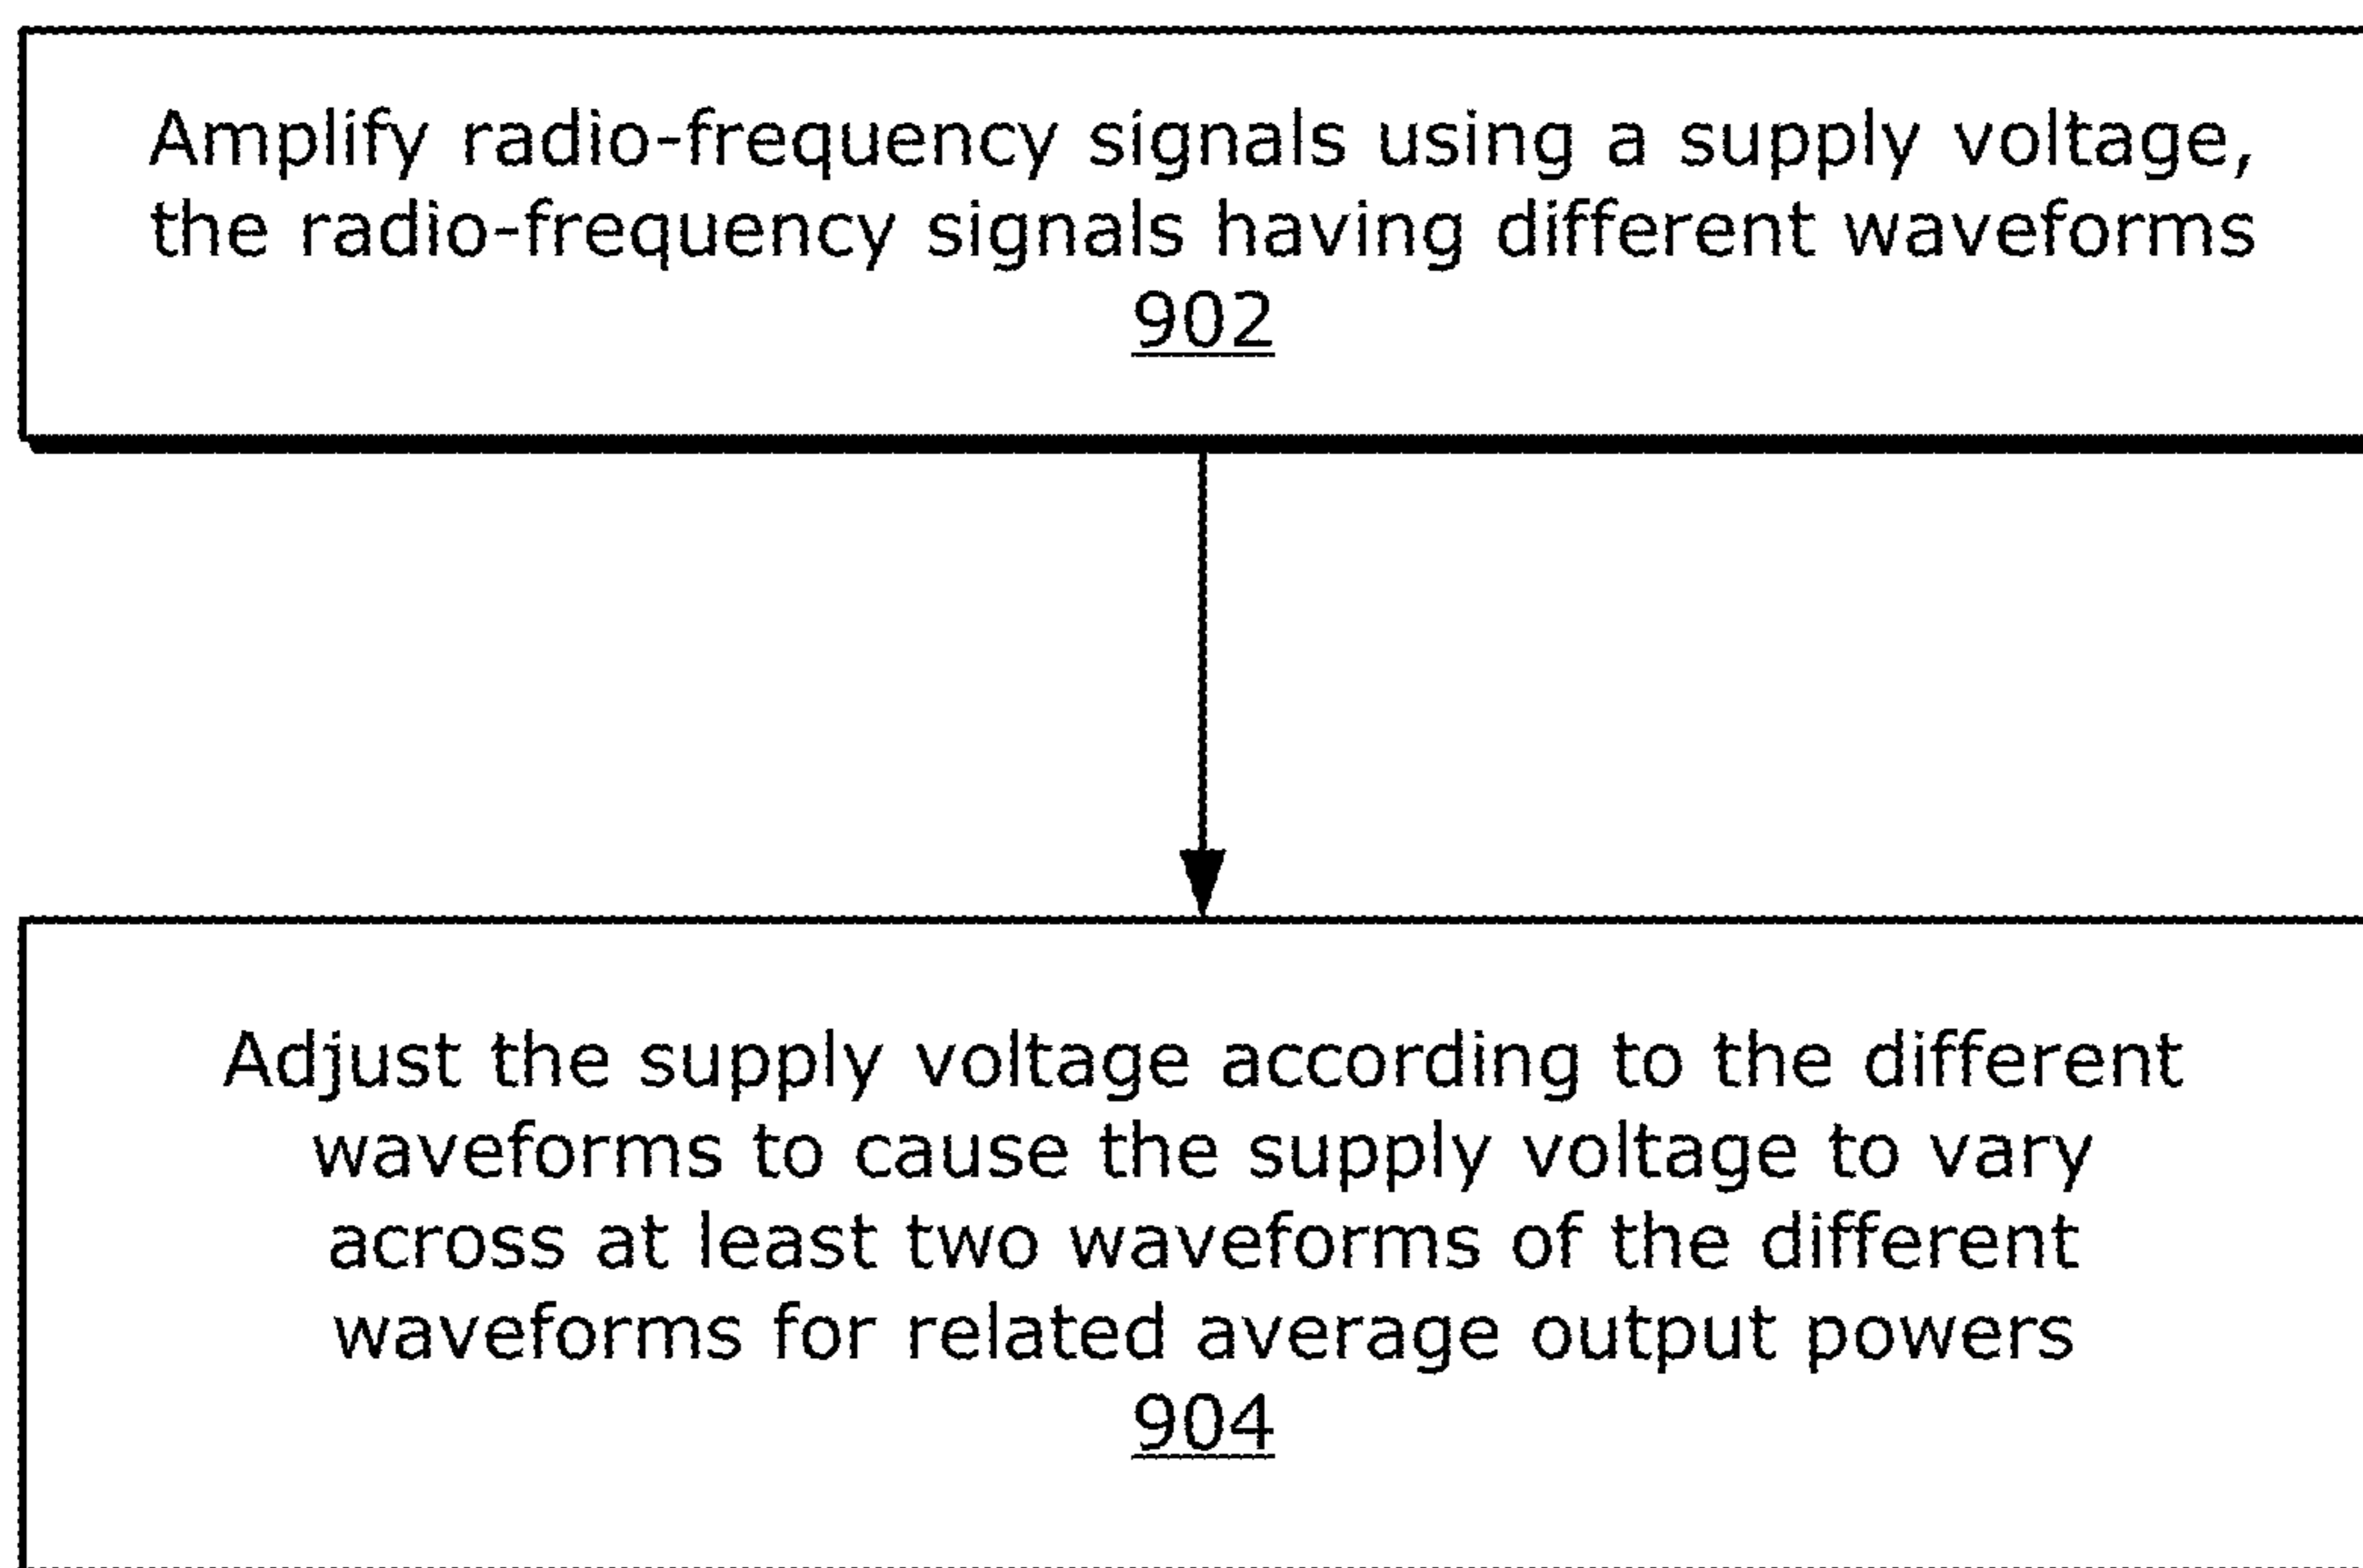 Amplify radio-frequency signals using a supply voltage,
the radio-frequency signals having different waveforms
902
Adjust the supply voltage according to the different
waveforms to cause the supply voltage to vary
across at least two waveforms of the different
waveforms for related average output powers
904